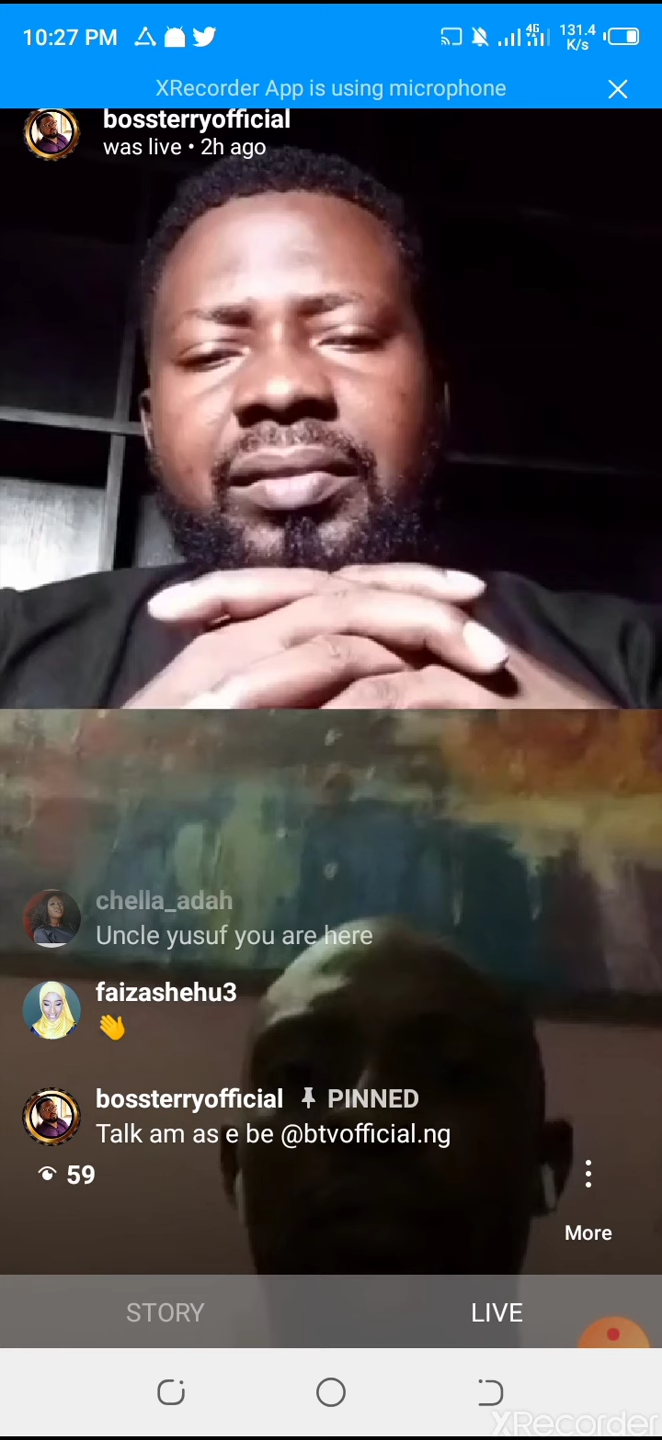 10:27 PM
4G
131.4
K/s
XRecorder App is using microphone
bossterryofficial
was live • 2h ago
chella_adah
Uncle yusuf you are here
faizashehu3
👋
bossterryofficial PINNED
Talk am as e be @btvofficial.ng
59
More
STORY LIVE
XRecorder